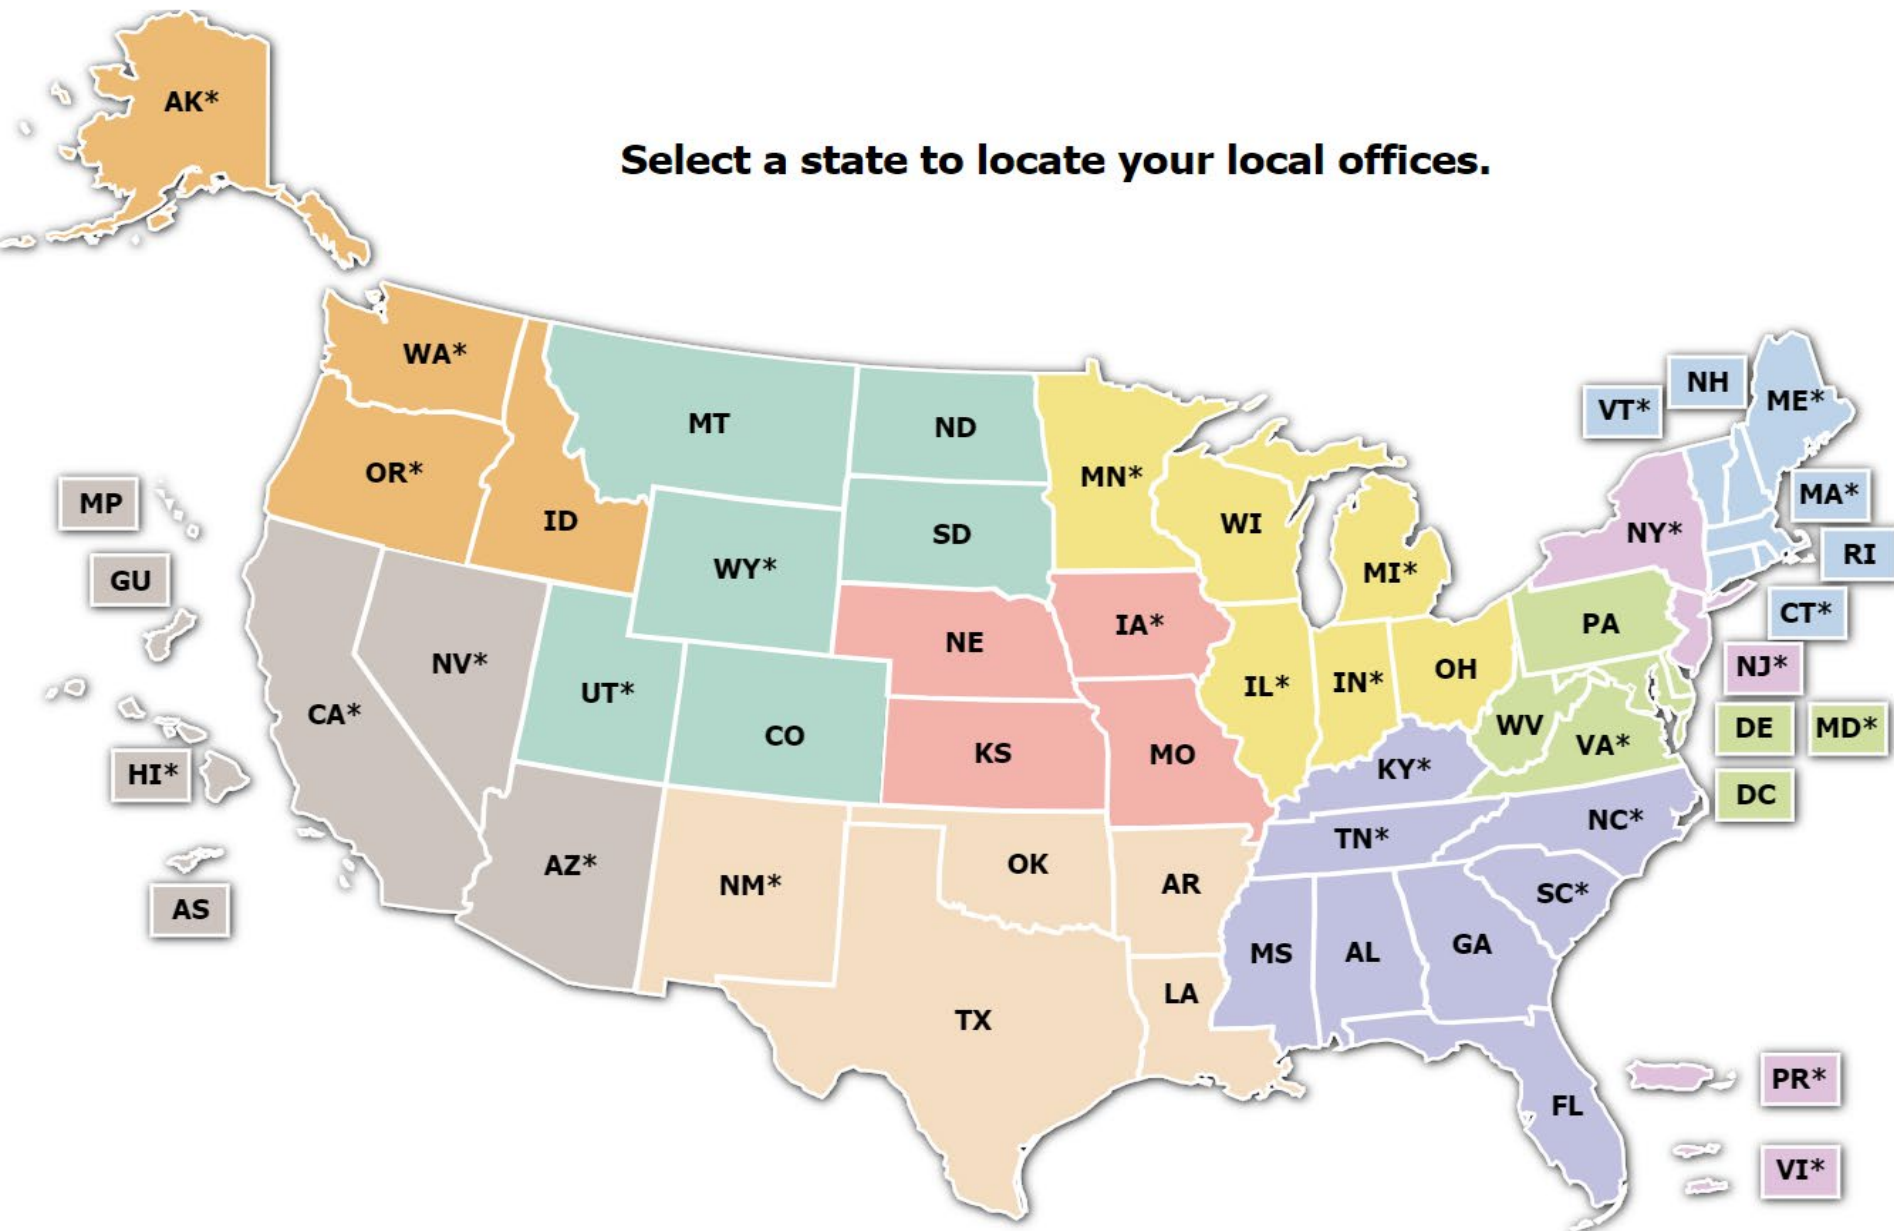 AK*
Select a state to locate your local offices.
WA*
NH
VT*
ME*
MT
ND
OR*
MN*
MP
MA*
ID
SD
WI
NY*
WY*
MI*
RI
GU
NE
IA*
PA
CT*
NV*
UT*
IL*
IN*
OH
NJ*
CA*
CO
KS
MO
WV
VA*
DE
MD*
HI*
KY*
DC
TN*
NC*
AZ*
NM*
OK
AR
SC*
AS
MS
AL
GA
LA
TX
FL
PR*
VI*